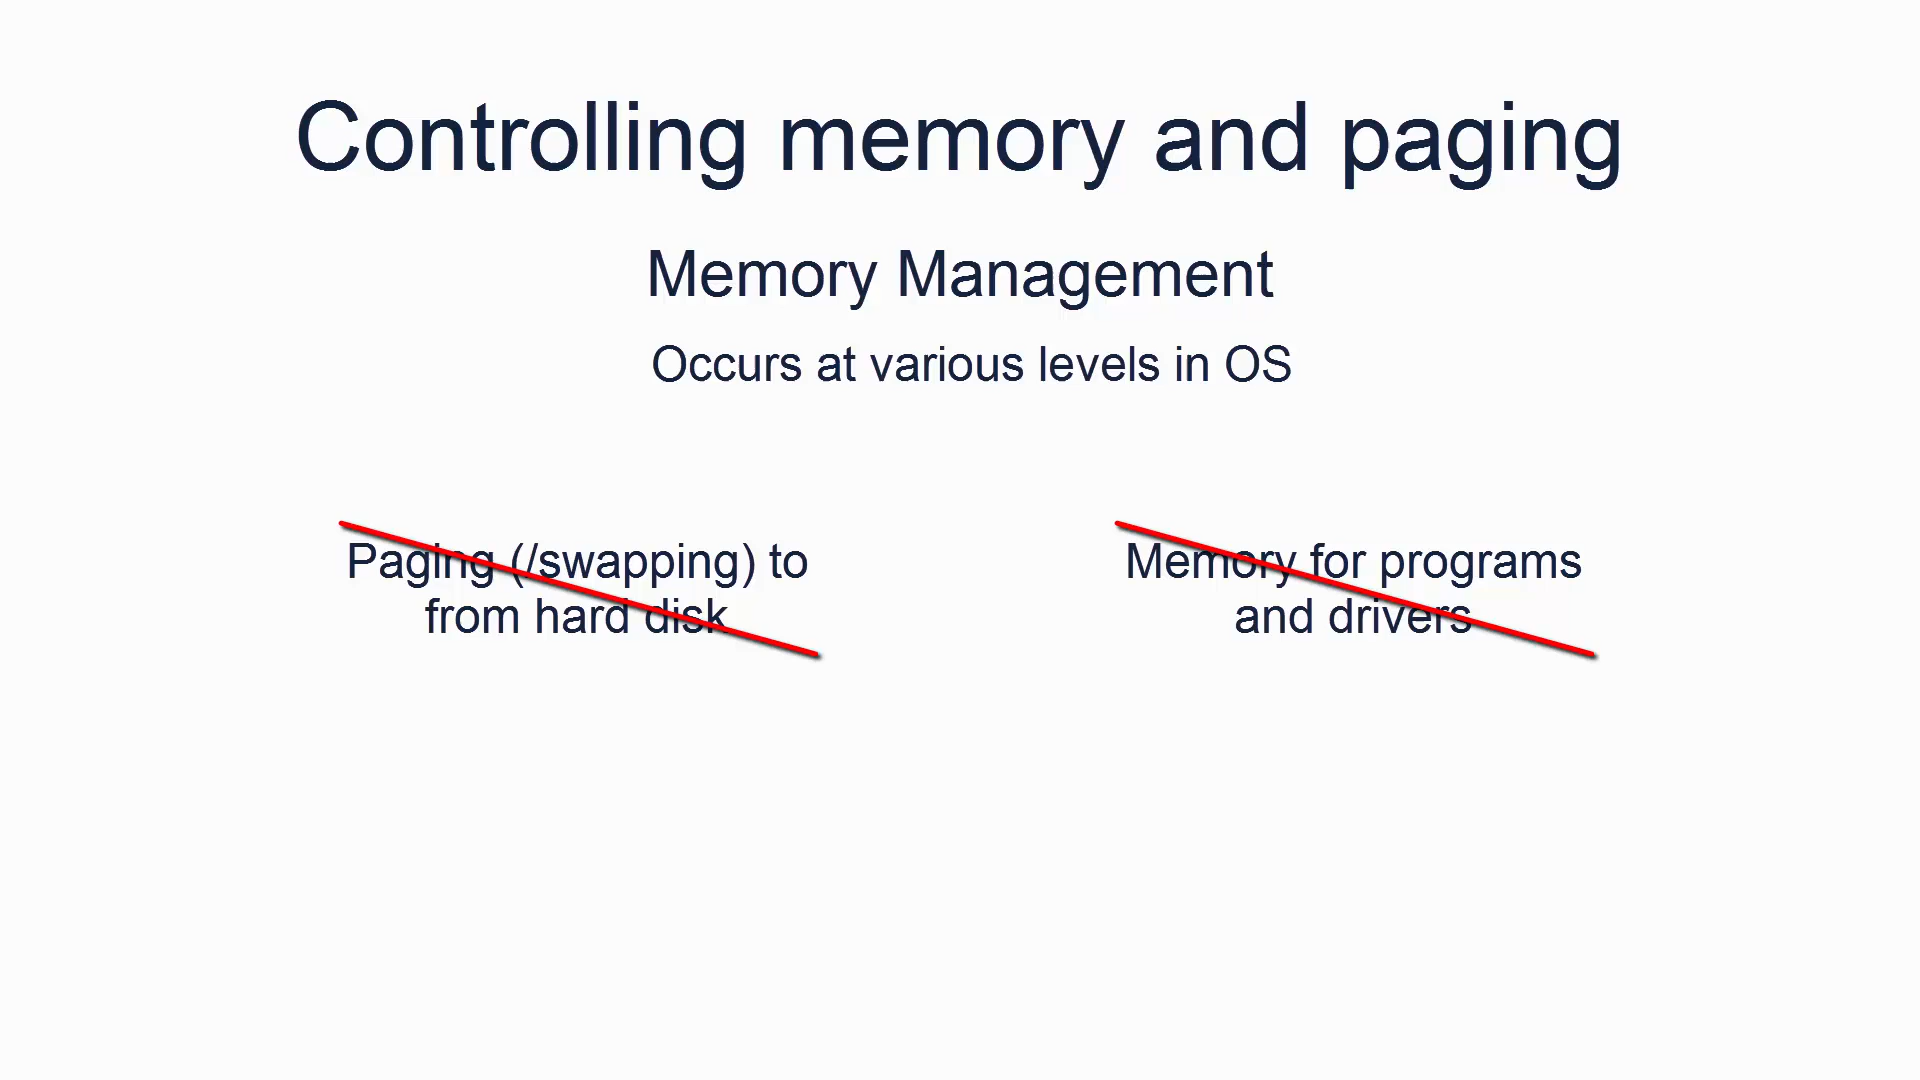 Controlling memory and paging
Memory Management
Occurs at various levels in OS
Paging (/swapping) to
from hard disk
Memory for programs
and drivers